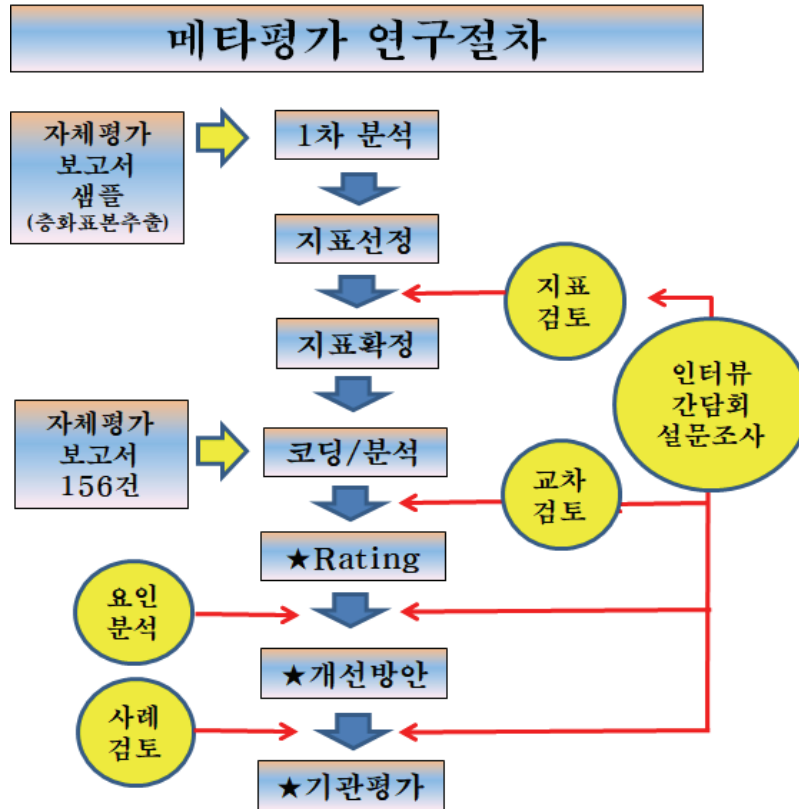 메타평가 연구절차
자체평가
보고서
샘플
(층화표본추출)
1차 분석
지표선정
지표
검토
지표확정
인터뷰
간담회
설문조사
자체평가
보고서
156건
코딩/분석
교차
검토
★Rating
요인
분석
★개선방안
사례
검토
★기관평가